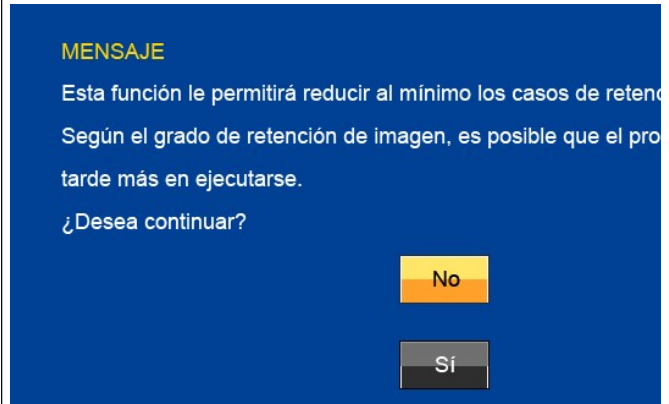 MENSAJE
Esta función le permitirá reducir al mínimo los casos de
Según el grado de retención de imagen, es posible que el
tarde más en ejecutarse.
¿Desea continuar?
No
Sí